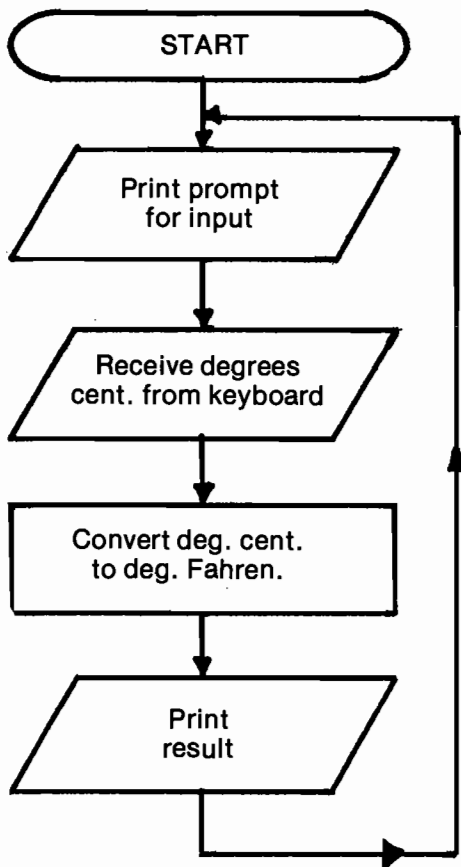 START
Print prompt
for input
Receive degrees
cent. from keyboard
Convert deg. cent.
to deg. Fahren.
Print
result